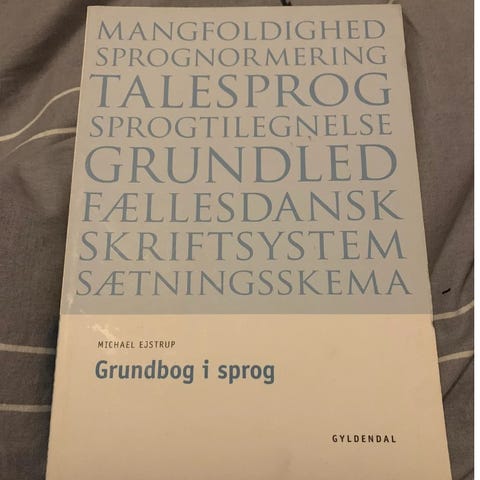 MANGFOLDIGHED
SPROGNORMERING
TALESPROG
SPROGTILEGNELSE
GRUNDLED
FÆLLESDANSK
SKRIFTSYSTEM
SÆTNINGSSKEMA
MICHAEL EJSTRUP
Grundbog i sprog
GYLDENDAL